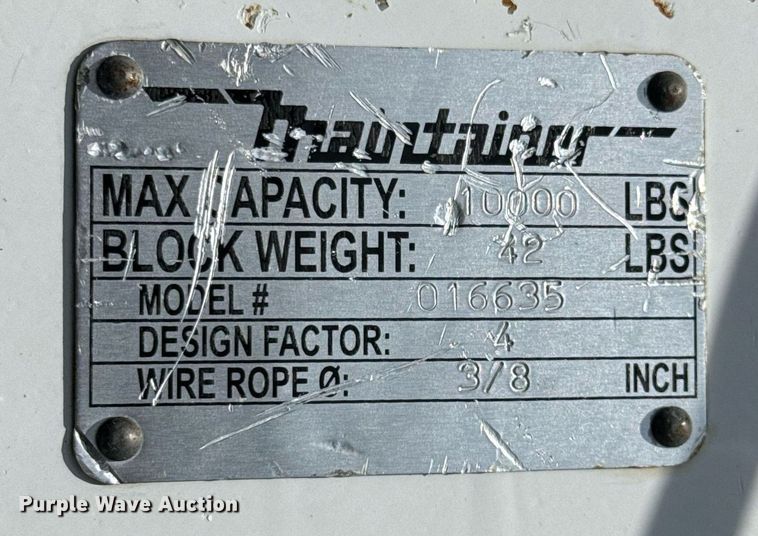 maintainer
MAX CAPACITY: 10000 LBS
BLOCK WEIGHT: 42 LBS
MODEL # 016635
DESIGN FACTOR: 4
WIRE ROPE Ø: 3/8 INCH
Purple Wave Auction